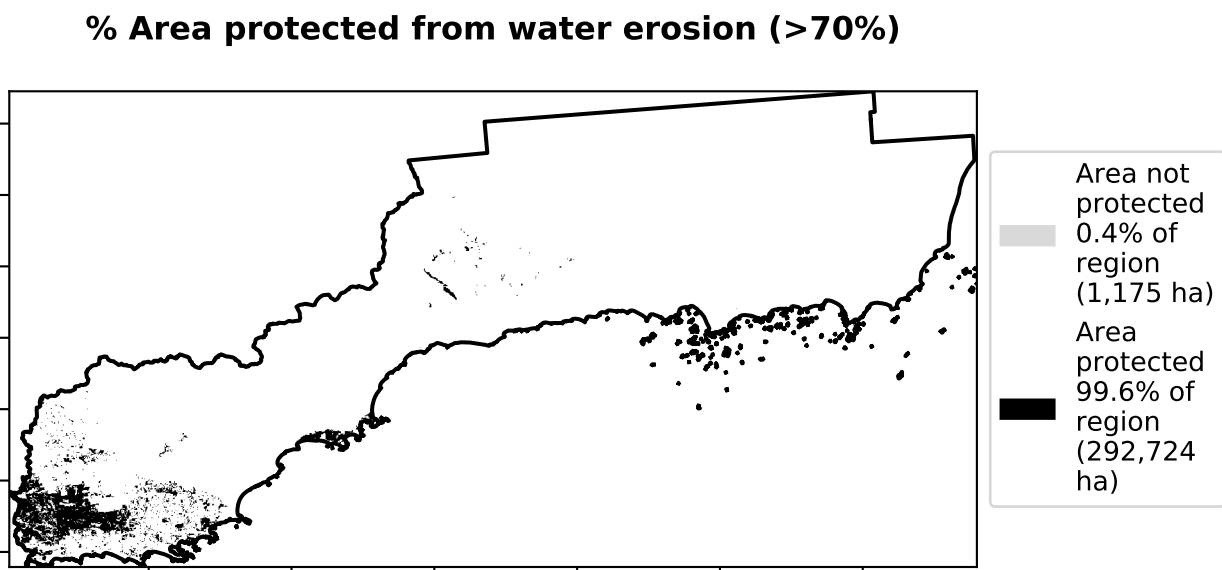 % Area protected from water erosion (>70%)
Area not
protected
0.4% of
region
(1,175 ha)
Area
protected
99.6% of
region
(292,724
ha)